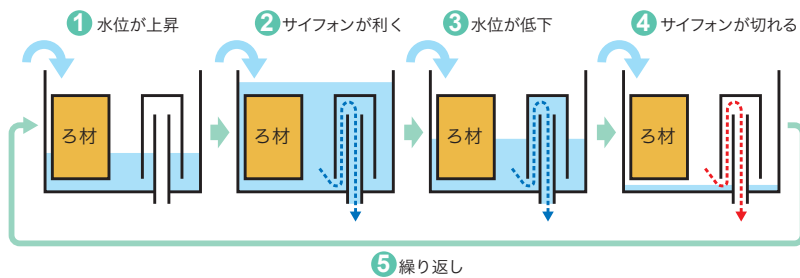 1 水位が上昇
2 サイフォンが利く
3 水位が低下
4 サイフォンが切れる
ろ材
ろ材
ろ材
ろ材
5 繰り返し